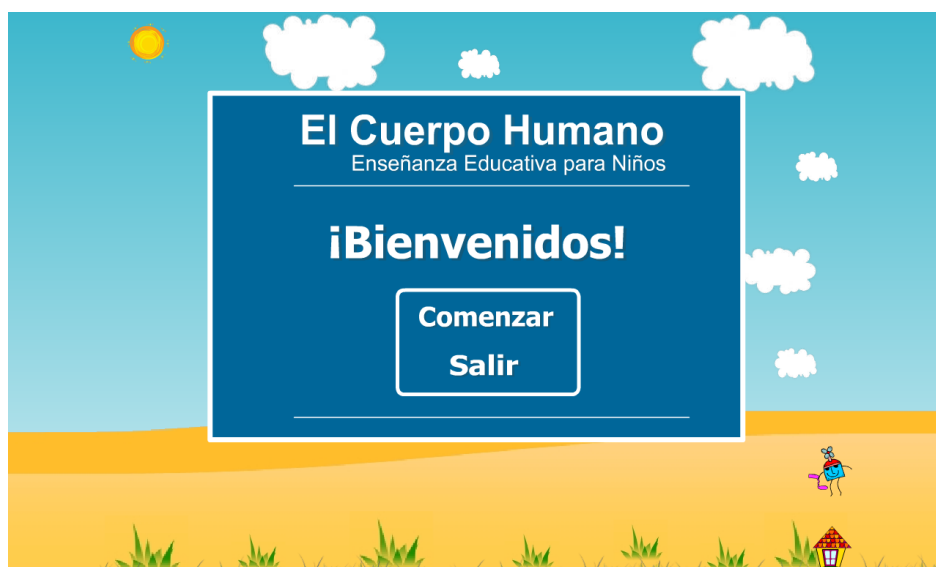 El Cuerpo Humano
Enseñanza Educativa para Niños
¡Bienvenidos!
Comenzar
Salir